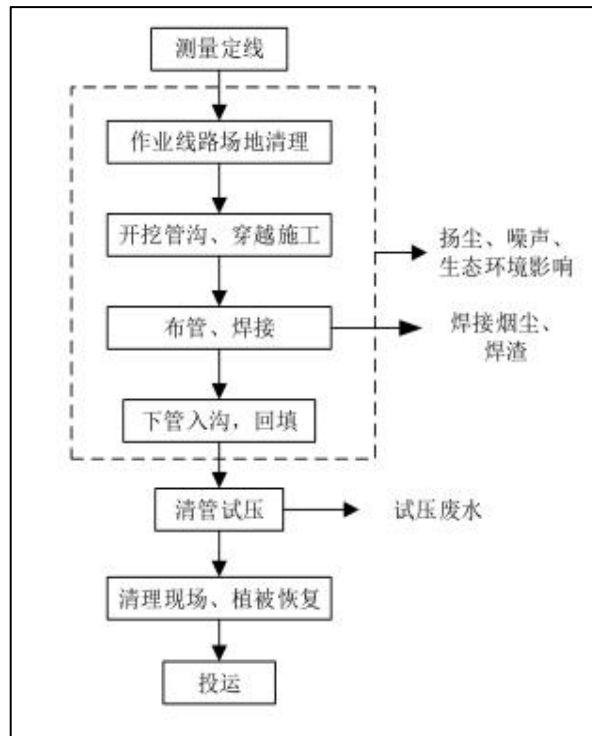 测量定线
作业线路场地清理
开挖管沟、穿越施工
扬尘、噪声、
生态环境影响
布管、焊接
焊接烟尘、
焊渣
下管入沟，回填
清管试压
试压废水
清理现场、植被恢复
投运